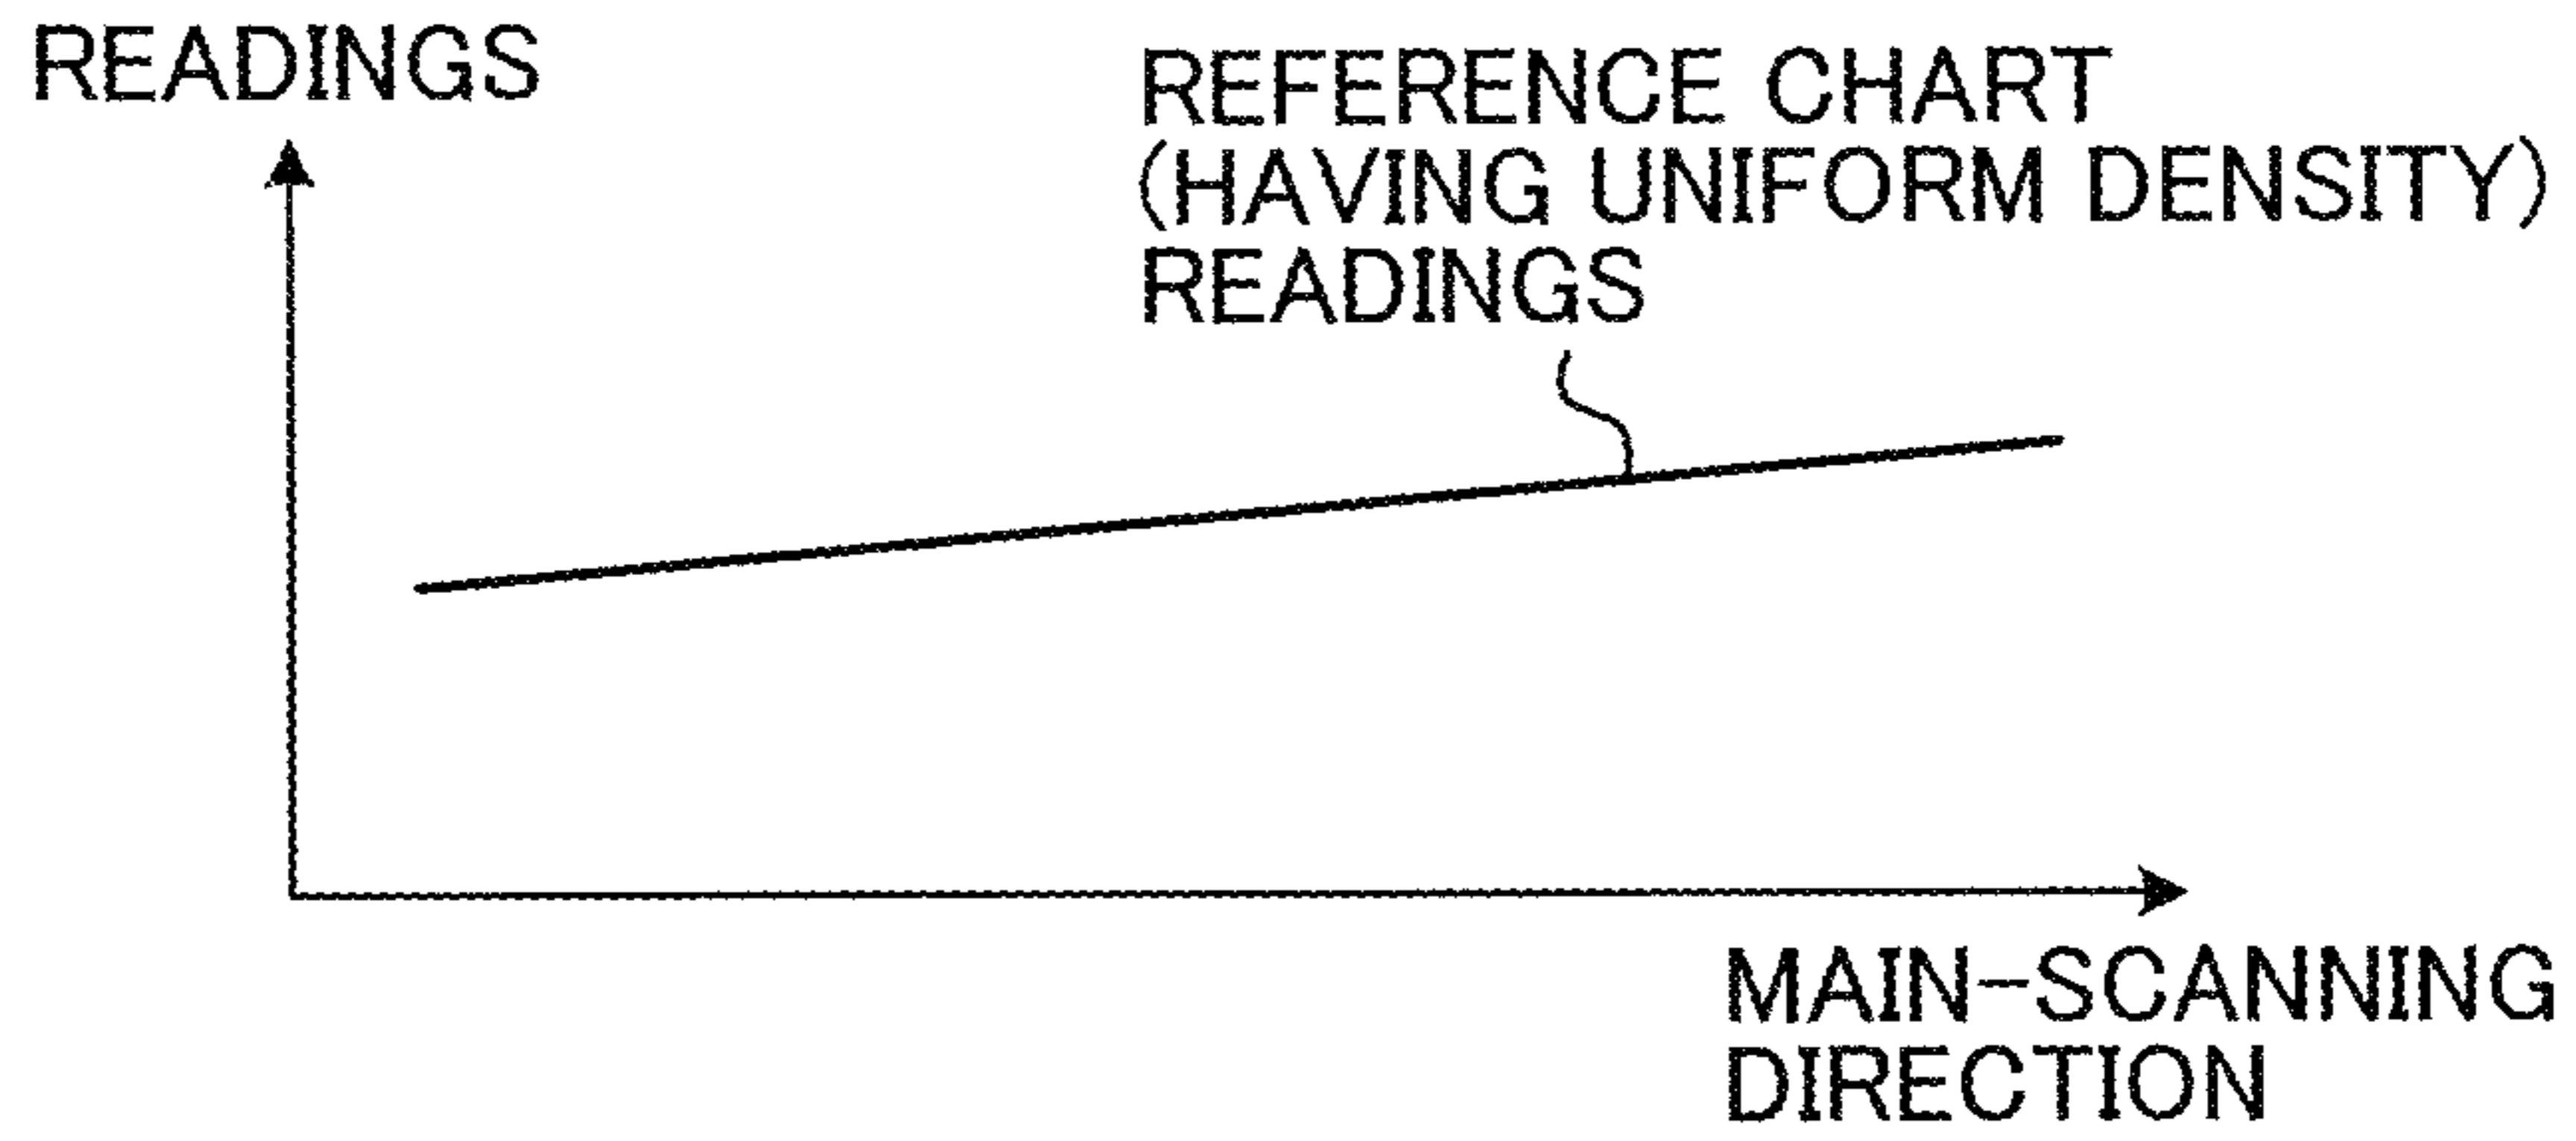 READINGS
REFERENCE CHART
(HAVING UNIFORM DENSITY)
READINGS
MAIN-SCANNING
DIRECTION